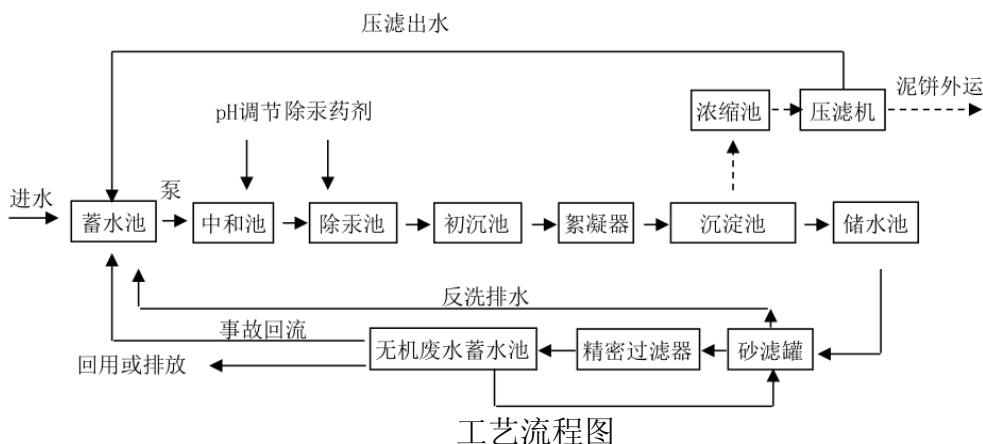 压滤出水
浓缩池
压滤机
泥饼外运
pH调节
除汞药剂
进水
蓄水池
泵
中和池
除汞池
初沉池
絮凝器
沉淀池
储水池
反洗排水
事故回流
无机废水蓄水池
精密过滤器
砂滤罐
回用或排放
工艺流程图